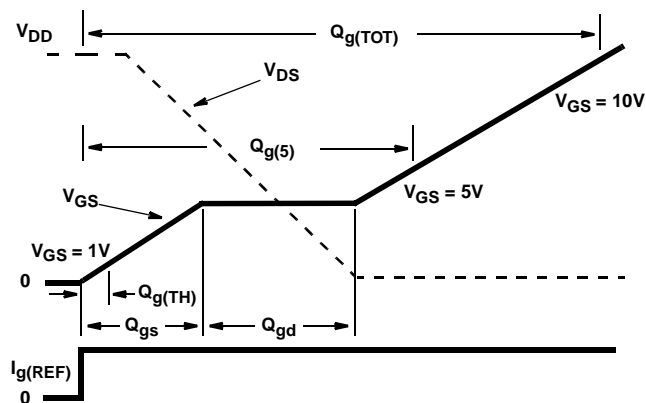 V_DD
Q_g(TOT)
V_DS
V_GS = 10V
Q_g(5)
V_GS
V_GS = 5V
V_GS = 1V
0
Q_g(TH)
Q_gs
Q_gd
I_g(REF)
0